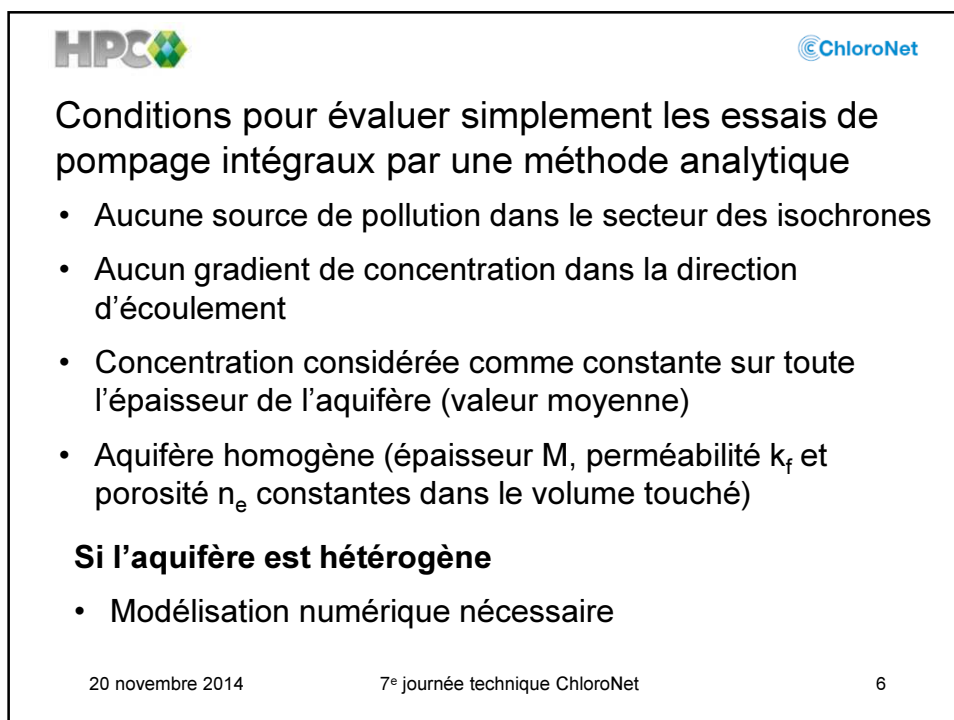 HPC
ChloroNet
Conditions pour évaluer simplement les essais de
pompage intégraux par une méthode analytique
• Aucune source de pollution dans le secteur des isochrones
• Aucun gradient de concentration dans la direction
d’écoulement
• Concentration considérée comme constante sur toute
l’épaisseur de l’aquifère (valeur moyenne)
• Aquifère homogène (épaisseur M, perméabilité kf et
porosité ne constantes dans le volume touché)
Si l’aquifère est hétérogène
• Modélisation numérique nécessaire
20 novembre 2014 7e journée technique ChloroNet 6